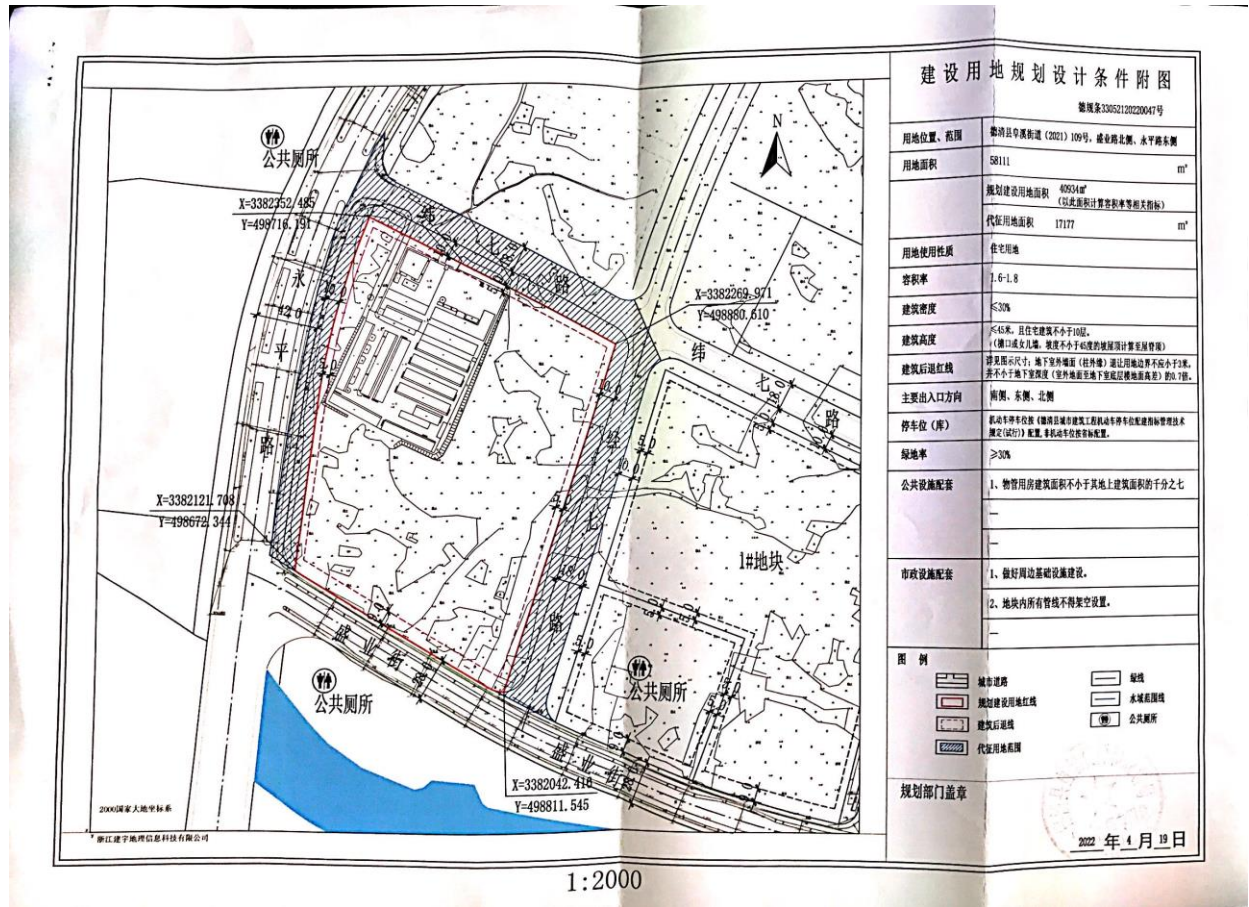 建设用地规划设计条件附图
德规条33052120220047号
用地位置、范围
德清县阜溪街道（2021）109号，盛业路北侧、永平路东侧
用地面积
58111 m²
规划建设用地面积 40934㎡
（以此面积计算容积率等相关指标）
代征用地面积 17177 m²
用地使用性质
住宅用地
容积率
1.6-1.8
建筑密度
≤30%
建筑高度
≤45米，且住宅建筑不小于10层。
（檐口或女儿墙，坡度不小于45度的坡屋顶计算至屋脊顶）
建筑后退红线
详见图示尺寸；地下室外墙面（柱外缘）退让用地边界不应小于3米，
并不小于地下室深度（室外地面至地下室底层楼地面高差）的0.7倍。
主要出入口方向
南侧、东侧、北侧
停车位（库）
机动车停车位按《德清县城市建筑工程机动车停车位配建指标管理技术
规定(试行)》配置,非机动车位按省标配置。
绿地率
≥30%
公共设施配套
1、物管用房建筑面积不小于其地上建筑面积的千分之七
—
—
市政设施配套
1、做好周边基础设施建设。
2、地块内所有管线不得架空设置。
—
图 例
城市道路
绿线
规划建设用地红线
水域范围线
建筑后退线
公共厕所
代征用地范围
规划部门盖章
2022 年 4 月 19 日
N
公共厕所
X=3382352.485
Y=498716.191
纬七路
X=3382269.971
Y=498880.610
纬七路
18.0
5.0
永平路
42.0
10.0
10.0
5.0
经七路
18.0
5.0
X=3382121.708
Y=498672.344
1#地块
盛业街
28.0
公共厕所
公共厕所
盛业街
X=3382042.416
Y=498811.545
2000国家大地坐标系
浙江建宇地理信息科技有限公司
1:2000